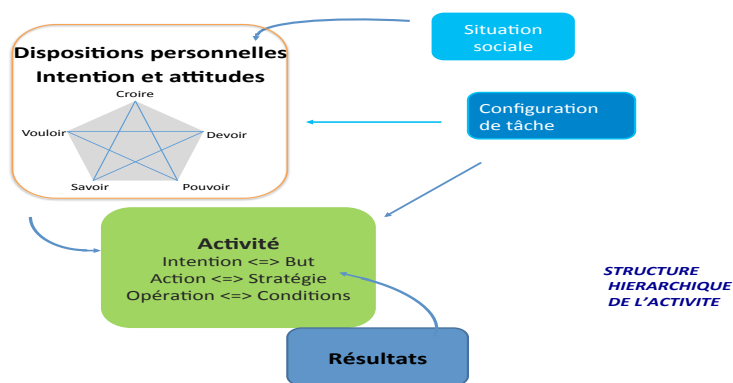 Situation
sociale
Dispositions personnelles
Intention et attitudes
Croire
Vouloir
Devoir
Savoir
Pouvoir
Configuration
de tâche
Activité
Intention <=> But
Action <=> Stratégie
Opération <=> Conditions
STRUCTURE
HIERARCHIQUE
DE L'ACTIVITE
Résultats